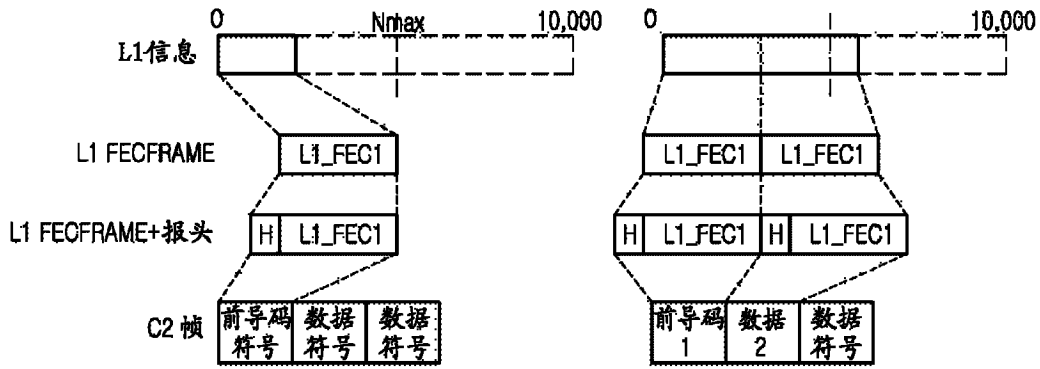 0 Nmax 10,000 0 10,000
L1信息
L1 FECFRAME L1_FEC1 L1_FEC1 L1_FEC1
L1 FECFRAME+报头 H L1_FEC1 H L1_FEC1 H L1_FEC1
C2 帧 前导码 数据 数据 前导码 数据 数据
符号 符号 符号 1 2 符号